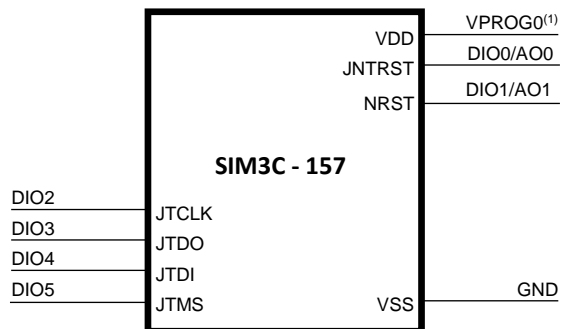 VDD VPROG0(1)
JNTRST DIO0/AO0
NRST DIO1/AO1
SIM3C - 157
DIO2 JTCLK
DIO3 JTDO
DIO4 JTDI
DIO5 JTMS
VSS GND